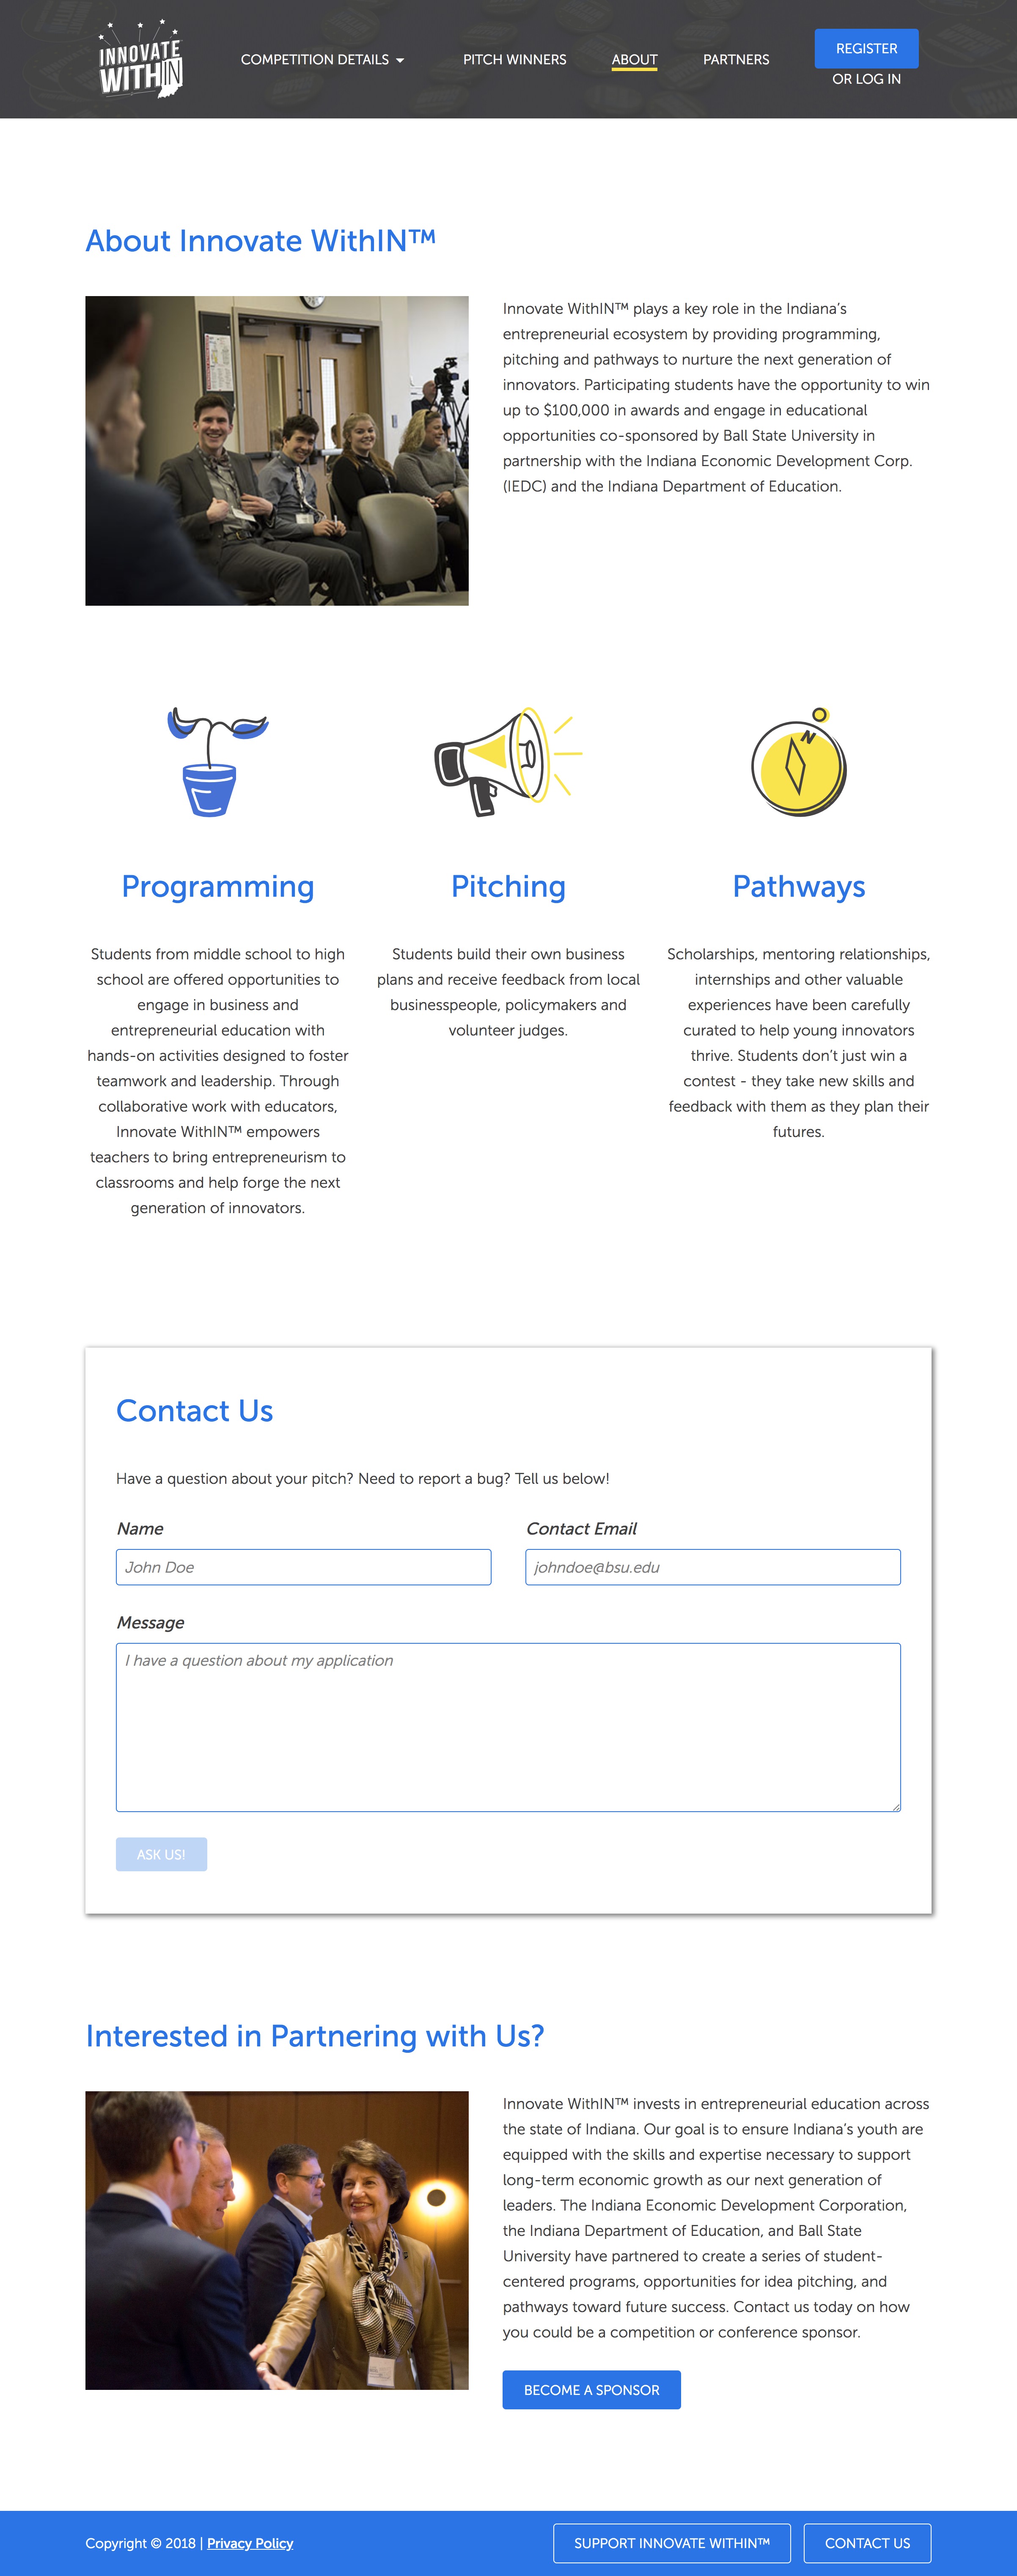 INNOVATE
WITHIN
COMPETITION DETAILS
PITCH WINNERS
ABOUT
PARTNERS
REGISTER
OR LOG IN
About Innovate WithIN™
Innovate WithIN™ plays a key role in the Indiana’s
entrepreneurial ecosystem by providing programming,
pitching and pathways to nurture the next generation of
innovators. Participating students have the opportunity to win
up to $100,000 in awards and engage in educational
opportunities co-sponsored by Ball State University in
partnership with the Indiana Economic Development Corp.
(IEDC) and the Indiana Department of Education.
N
Programming
Students from middle school to high
school are offered opportunities to
engage in business and
entrepreneurial education with
hands-on activities designed to foster
teamwork and leadership. Through
collaborative work with educators,
Innovate WithIN™ empowers
teachers to bring entrepreneurism to
classrooms and help forge the next
generation of innovators.
Pitching
Students build their own business
plans and receive feedback from local
businesspeople, policymakers and
volunteer judges.
Pathways
Scholarships, mentoring relationships,
internships and other valuable
experiences have been carefully
curated to help young innovators
thrive. Students don’t just win a
contest - they take new skills and
feedback with them as they plan their
futures.
Contact Us
Have a question about your pitch? Need to report a bug? Tell us below!
Name
John Doe
Contact Email
johndoe@bsu.edu
Message
I have a question about my application
ASK US!
Interested in Partnering with Us?
Innovate WithIN™ invests in entrepreneurial education across
the state of Indiana. Our goal is to ensure Indiana’s youth are
equipped with the skills and expertise necessary to support
long-term economic growth as our next generation of
leaders. The Indiana Economic Development Corporation,
the Indiana Department of Education, and Ball State
University have partnered to create a series of student-
centered programs, opportunities for idea pitching, and
pathways toward future success. Contact us today on how
you could be a competition or conference sponsor.
BECOME A SPONSOR
Copyright © 2018 | Privacy Policy
SUPPORT INNOVATE WITHIN™
CONTACT US